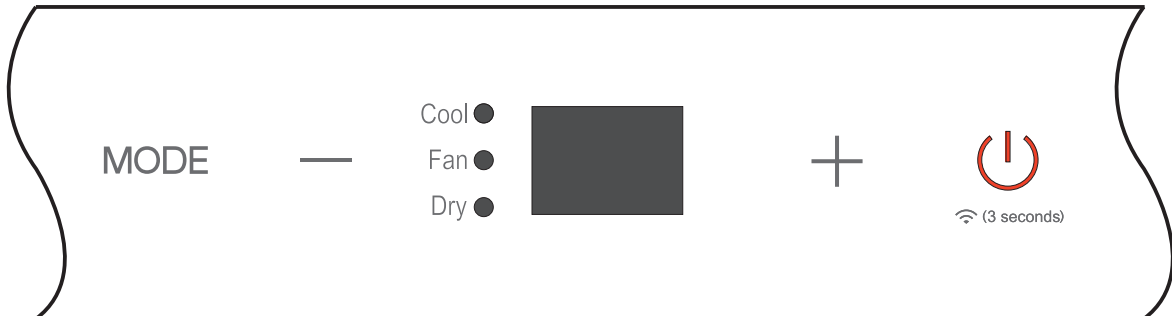 MODE
Cool
Fan
Dry
(3 seconds)